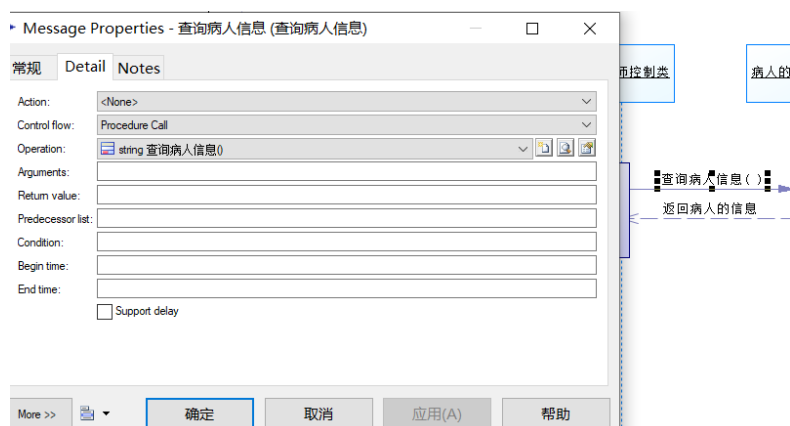 Message Properties - 查询病人信息 (查询病人信息)
常规 Detail Notes
Action: <None>
Control flow: Procedure Call
Operation: string 查询病人信息()
Arguments:
Return value:
Predecessor list:
Condition:
Begin time:
End time:
Support delay
More >> 确定 取消 应用(A) 帮助
师控制类
病人的
查询病人信息( )
返回病人的信息